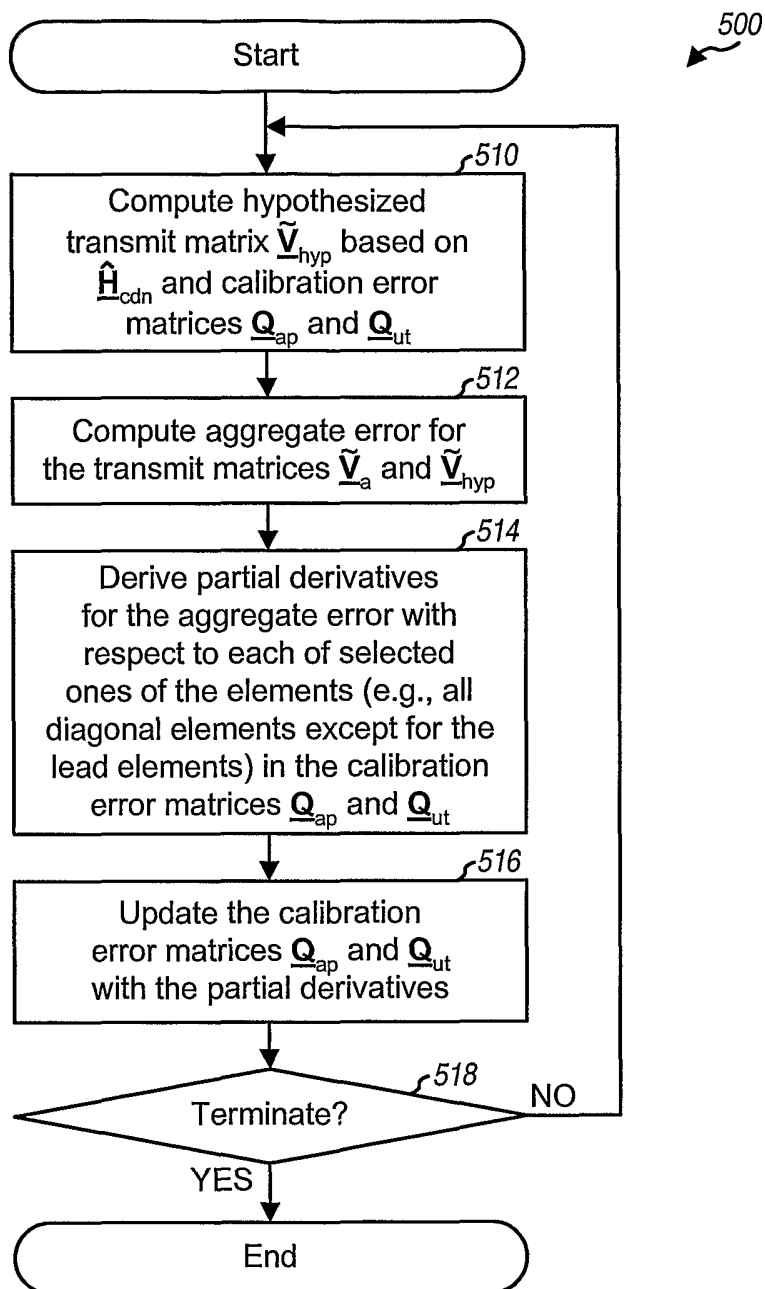 500
Start
510
Compute hypothesized
transmit matrix Ṽhyp based on
Ĥcdn and calibration error
matrices Qap and Qut
512
Compute aggregate error for
the transmit matrices Ṽa and Ṽhyp
514
Derive partial derivatives
for the aggregate error with
respect to each of selected
ones of the elements (e.g., all
diagonal elements except for the
lead elements) in the calibration
error matrices Qap and Qut
516
Update the calibration
error matrices Qap and Qut
with the partial derivatives
518
Terminate?
NO
YES
End